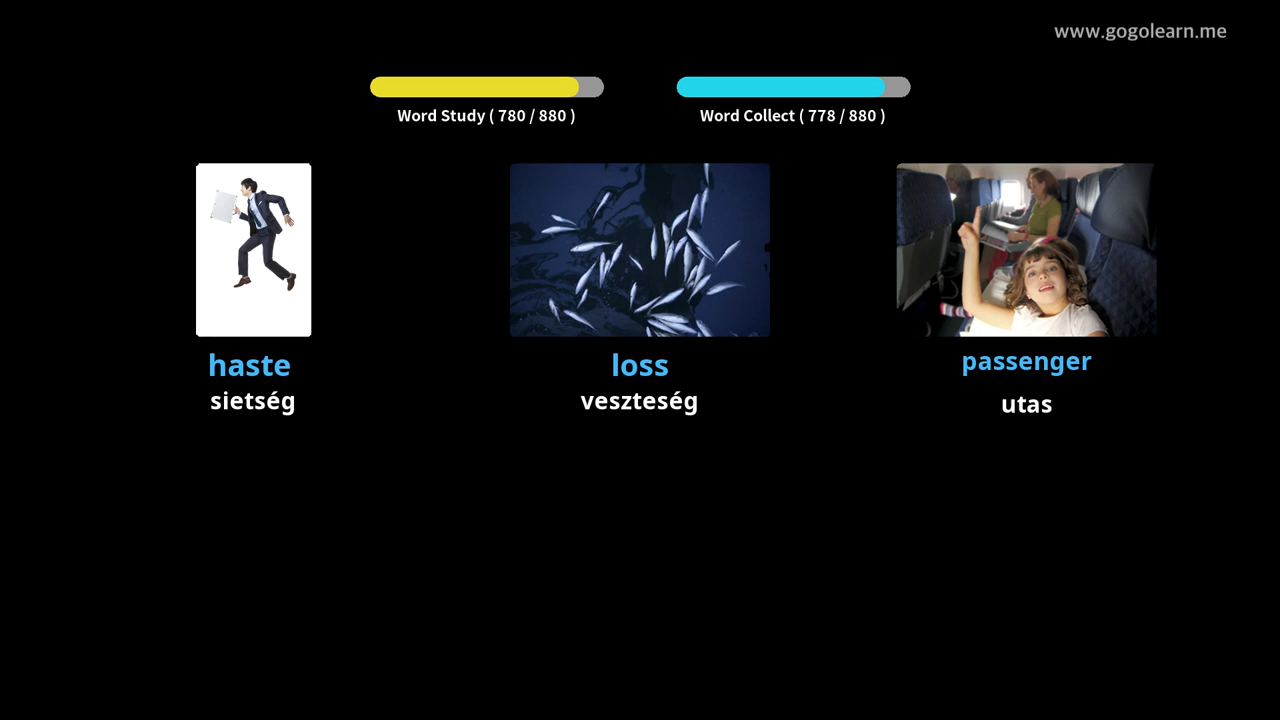 www.gogolearn.me
Word Study ( 780 / 880 )
Word Collect ( 778 / 880 )
haste
sietség
loss
veszteség
passenger
utas